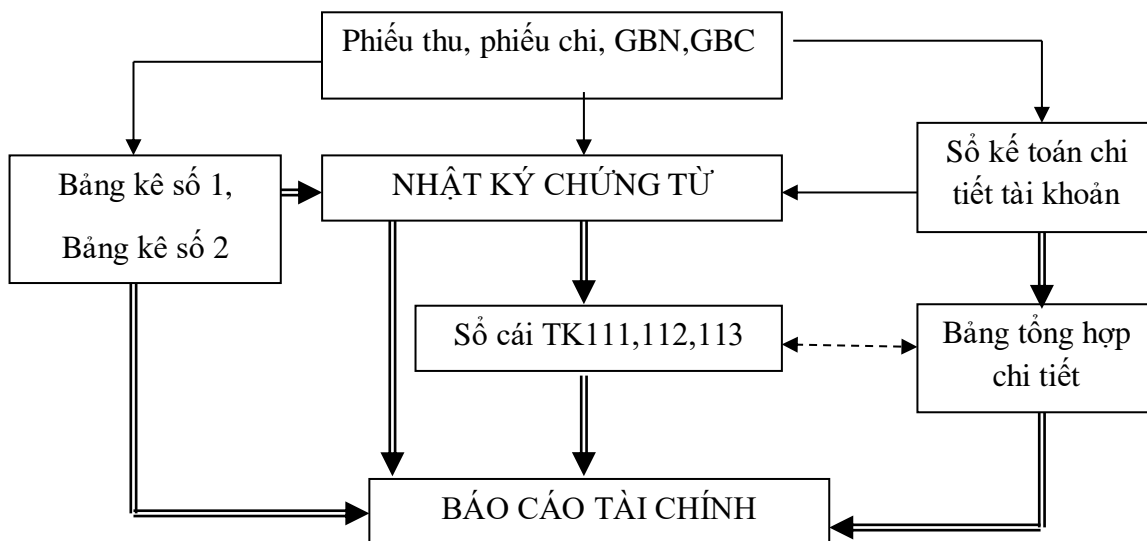 Phiếu thu, phiếu chi, GBN,GBC
Bảng kê số 1,
Bảng kê số 2
NHẬT KÝ CHỨNG TỪ
Sổ kế toán chi
tiết tài khoản
Sổ cái TK111,112,113
Bảng tổng hợp
chi tiết
BÁO CÁO TÀI CHÍNH